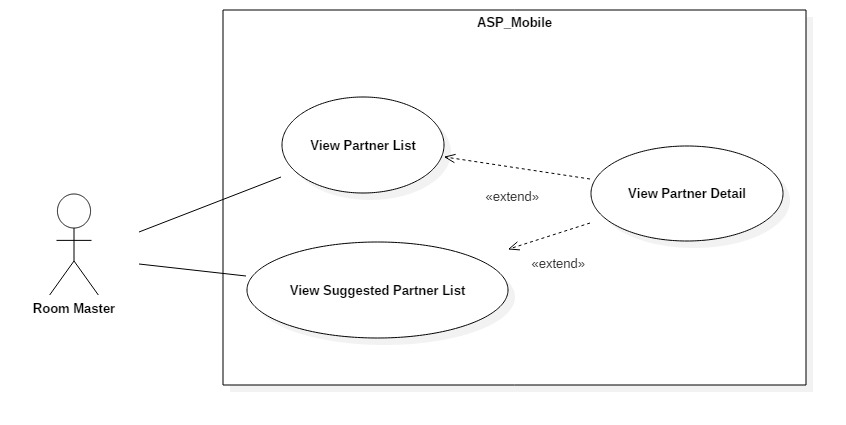 ASP_Mobile
View Partner List
View Partner Detail
«extend»
«extend»
View Suggested Partner List
Room Master